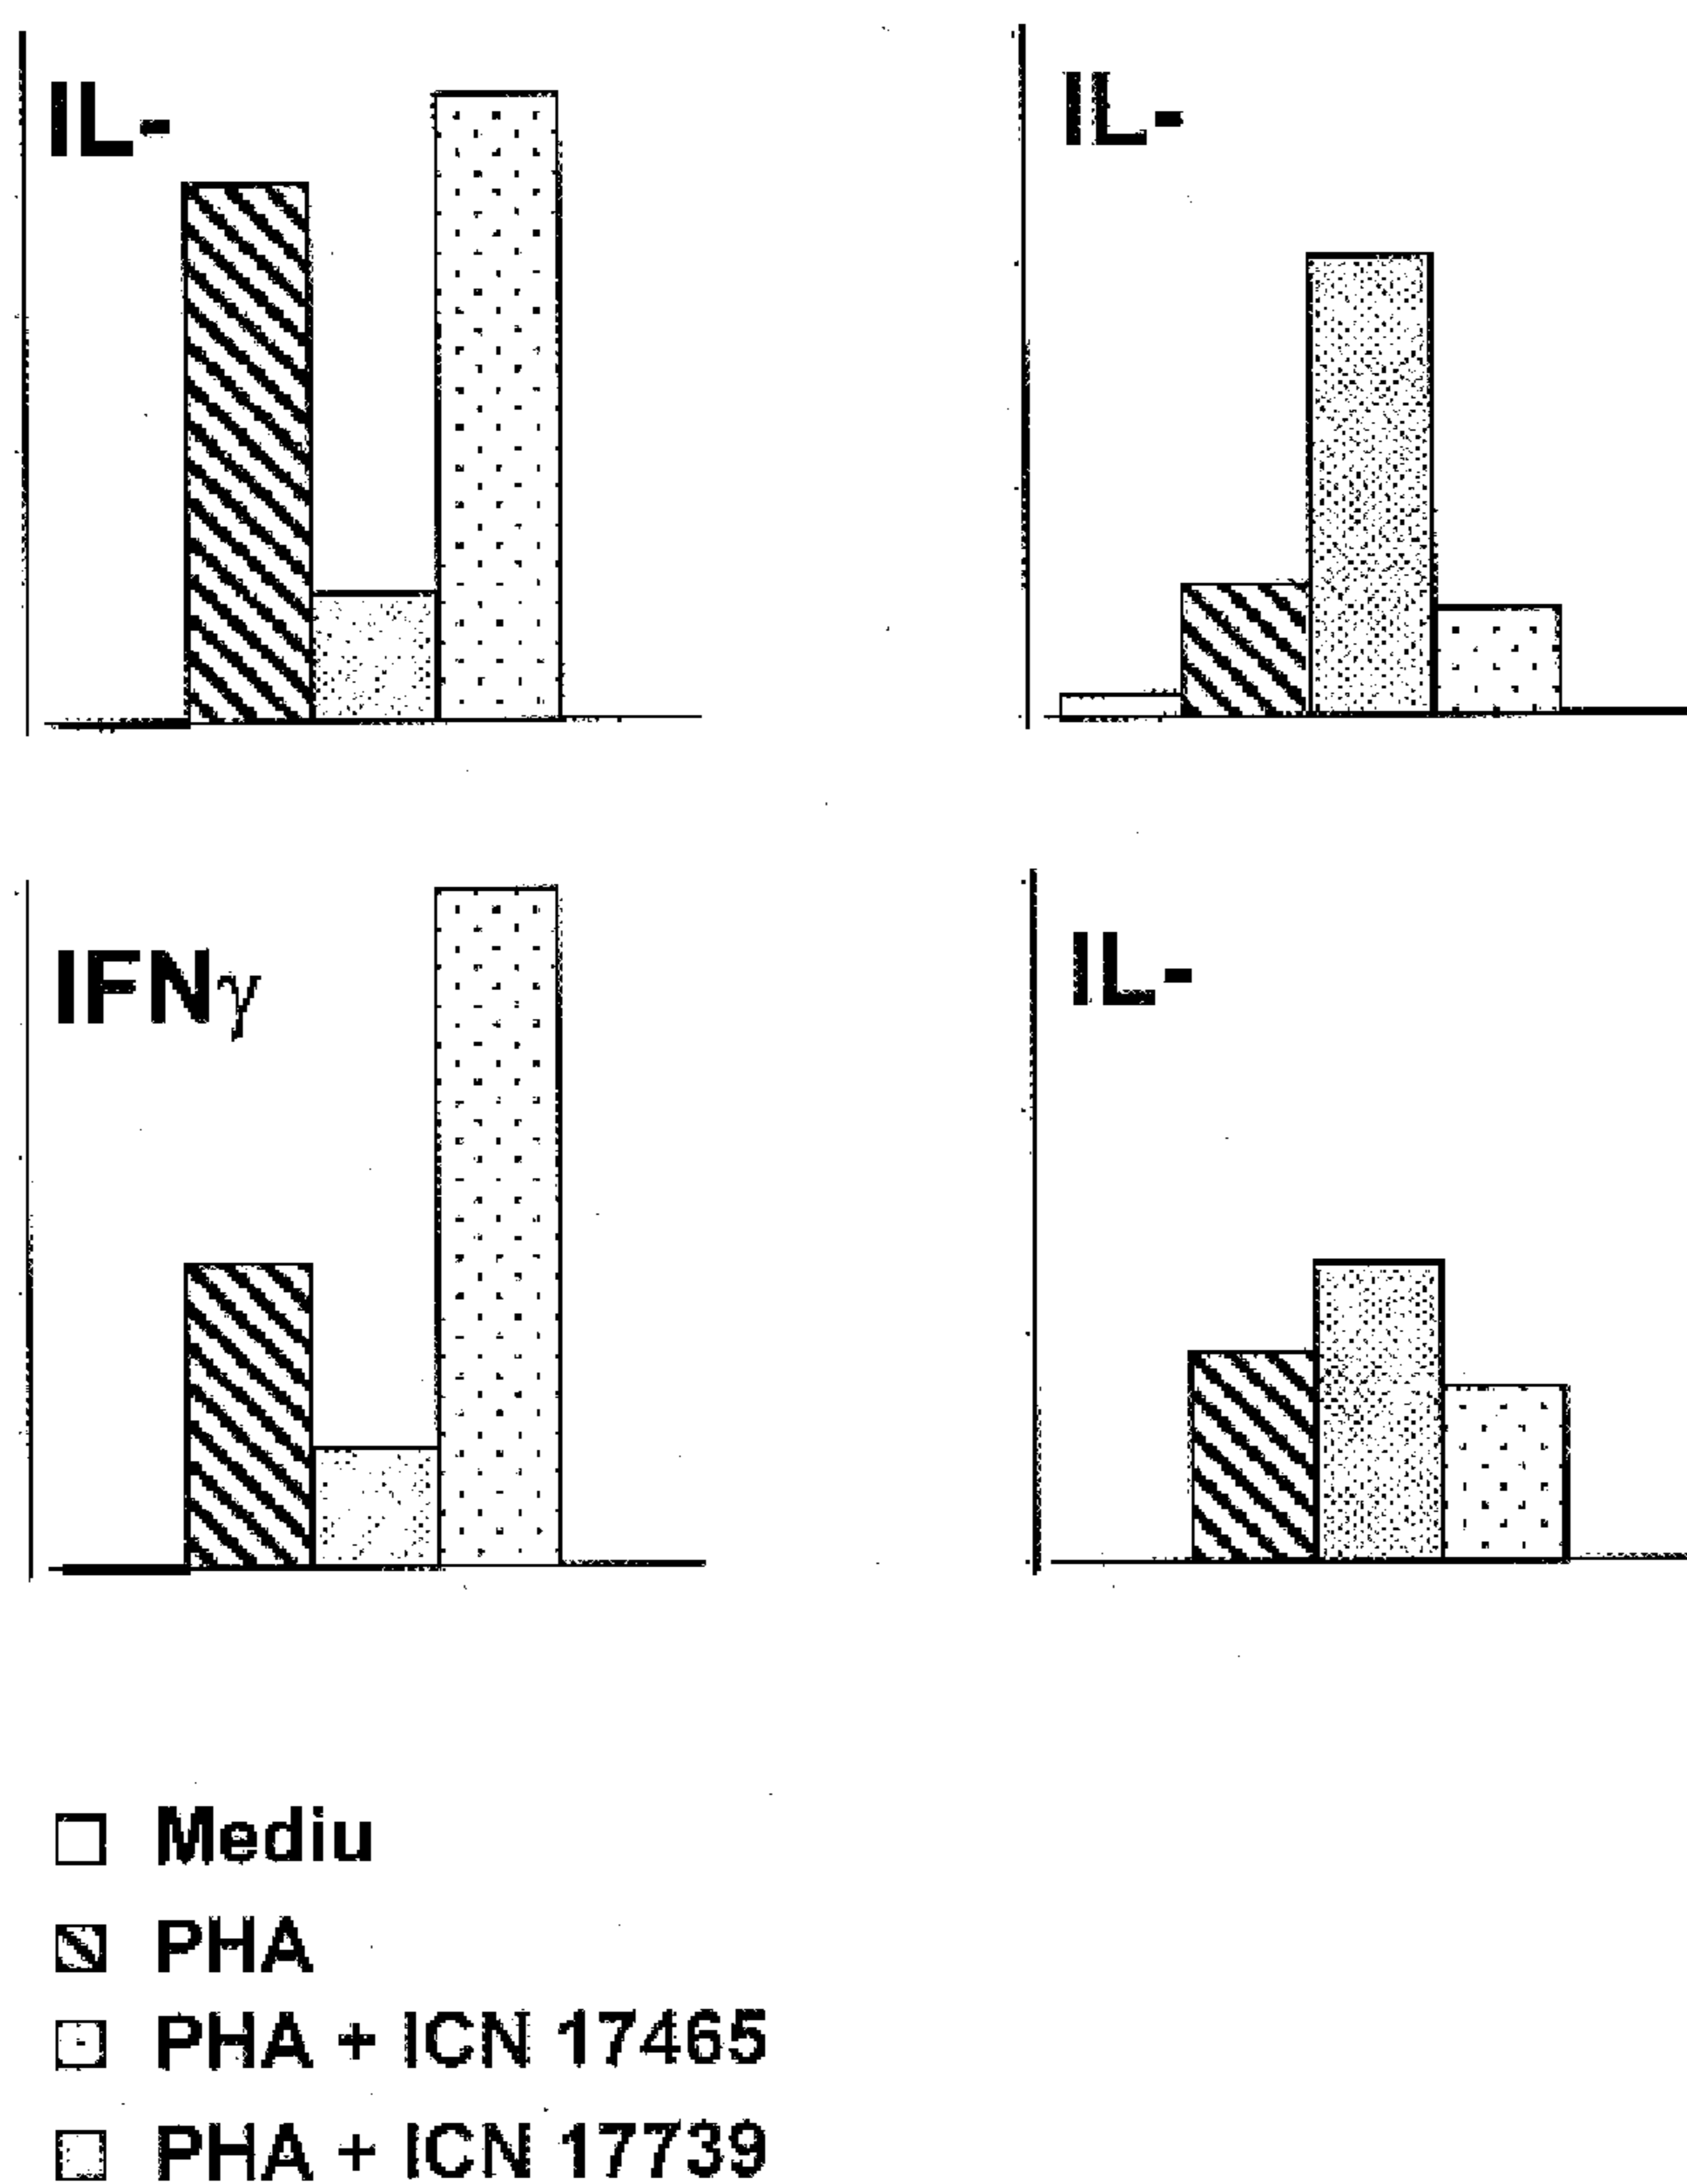 IL-
IL-
IFNγ
IL-
Mediu
PHA
PHA + ICN 17465
PHA + ICN 17739